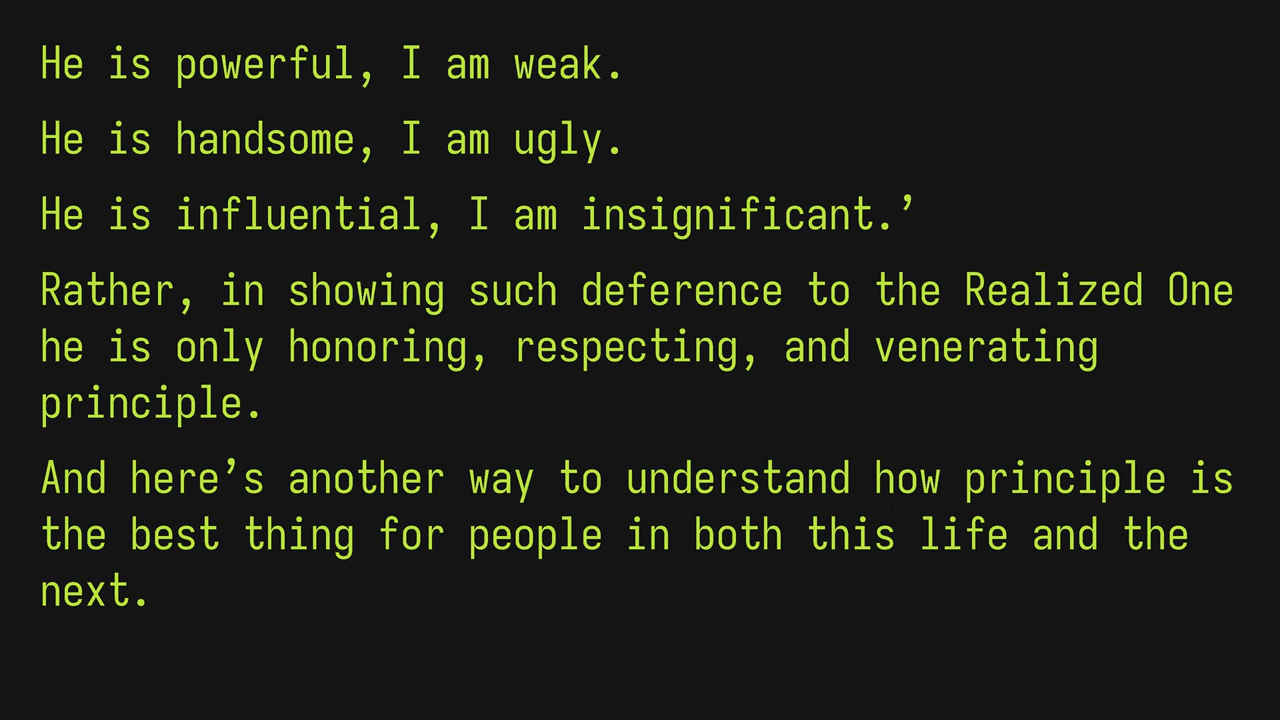 He is powerful, I am weak.
He is handsome, I am ugly.
He is influential, I am insignificant.’
Rather, in showing such deference to the Realized One
he is only honoring, respecting, and venerating
principle.
And here’s another way to understand how principle is
the best thing for people in both this life and the
next.